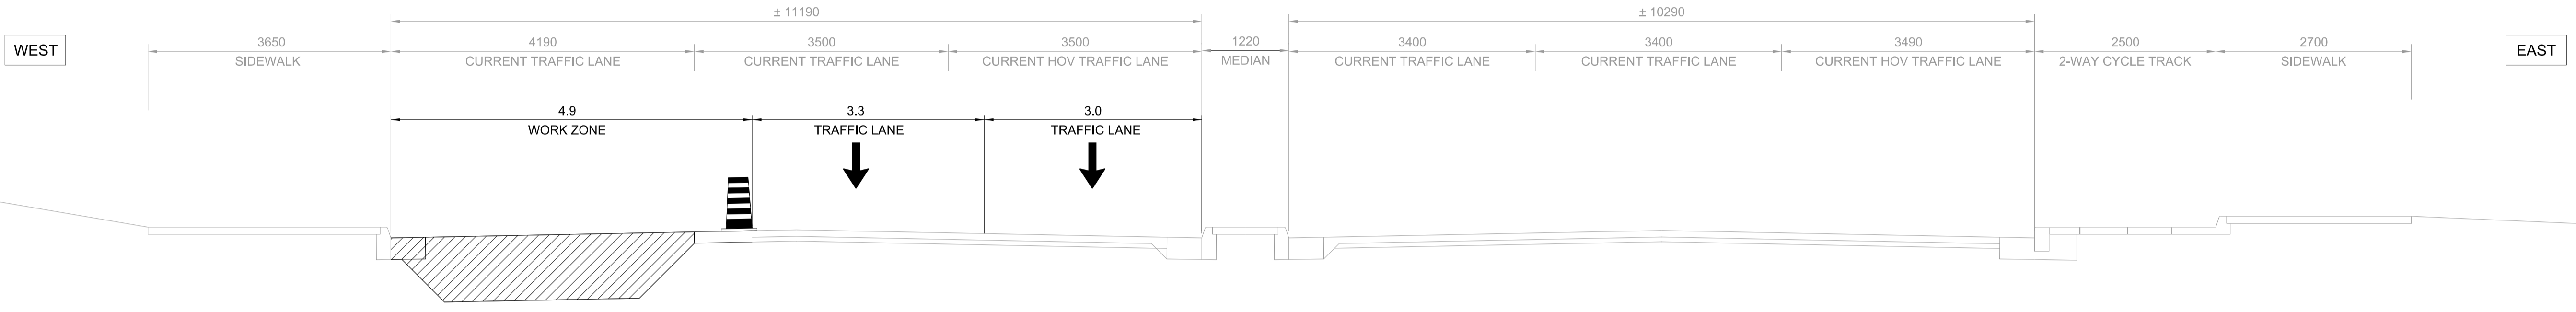 ± 11190
± 10290
WEST
3650
SIDEWALK
4190
CURRENT TRAFFIC LANE
3500
CURRENT TRAFFIC LANE
3500
CURRENT HOV TRAFFIC LANE
1220
MEDIAN
3400
CURRENT TRAFFIC LANE
3400
CURRENT TRAFFIC LANE
3490
CURRENT HOV TRAFFIC LANE
2500
2-WAY CYCLE TRACK
2700
SIDEWALK
EAST
4.9
WORK ZONE
3.3
TRAFFIC LANE
3.0
TRAFFIC LANE